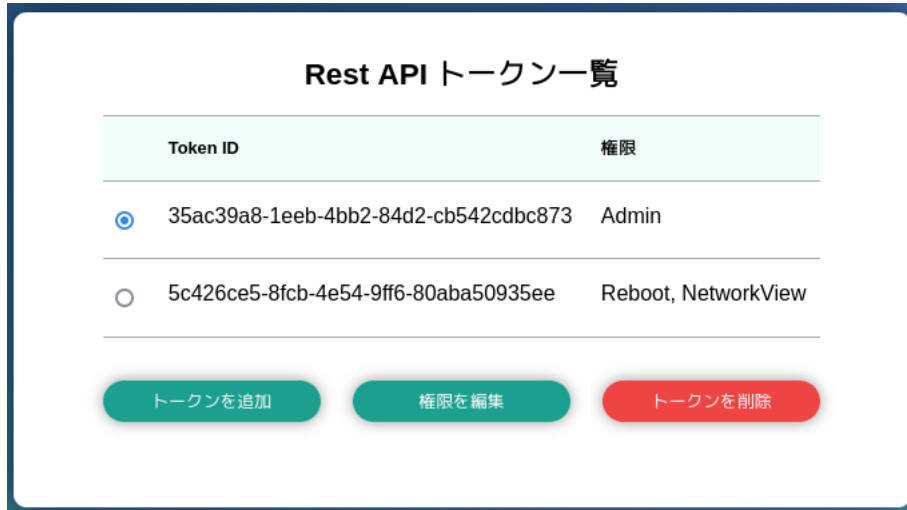 Rest API トークン一覧
Token ID 権限
35ac39a8-1eeb-4bb2-84d2-cb542cdbc873 Admin
5c426ce5-8fcb-4e54-9ff6-80aba50935ee Reboot, NetworkView
トークンを追加 権限を編集 トークンを削除